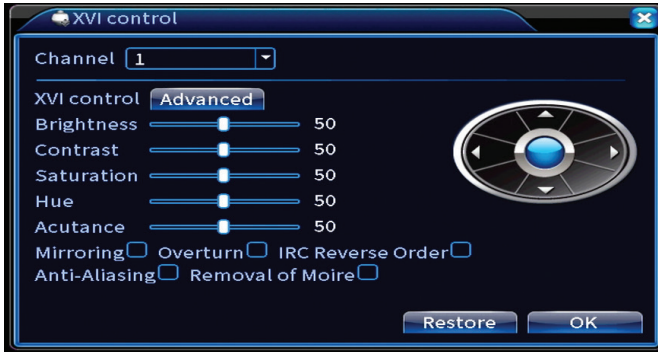 XVI control
Channel 1
XVI control Advanced
Brightness 50
Contrast 50
Saturation 50
Hue 50
Acutance 50
Mirroring Overturn IRC Reverse Order
Anti-Aliasing Removal of Moire
Restore OK